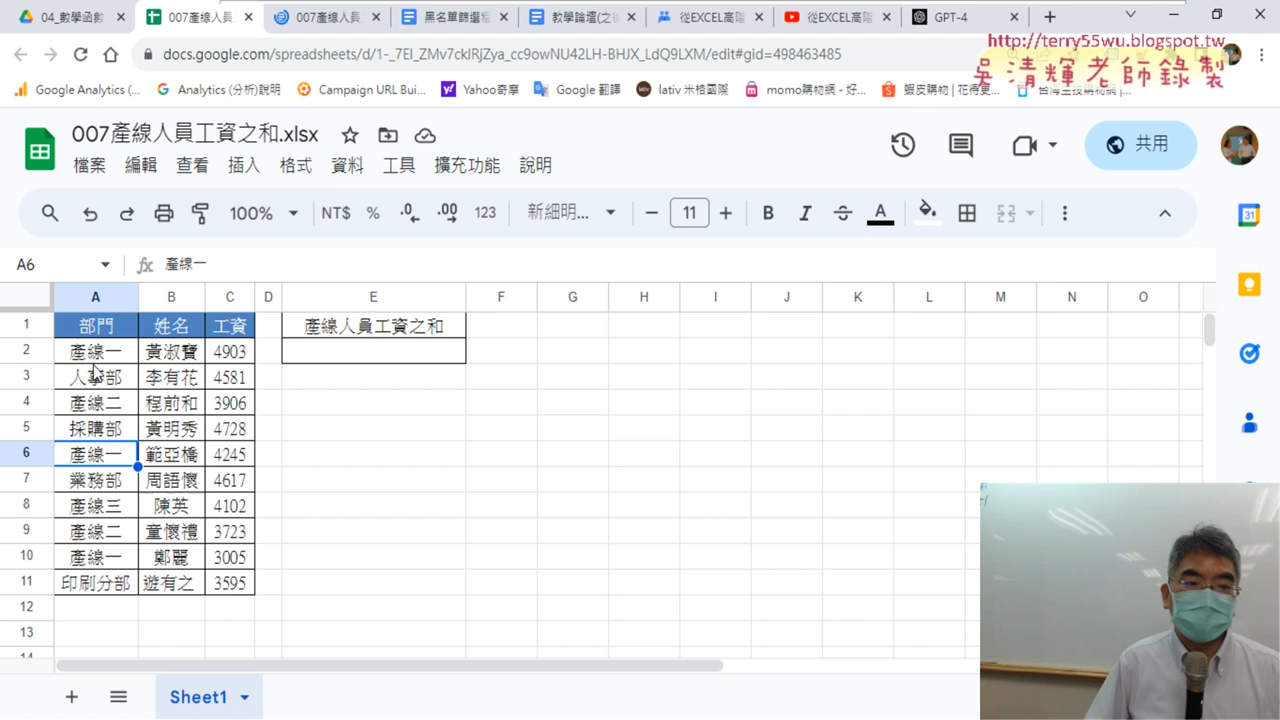 04_數學函數
007產線人員
007產線人員
黑名單篩選程
教學論壇(之後
從EXCEL高階
從EXCEL高階
GPT-4
docs.google.com/spreadsheets/d/1-_7El_ZMv7cklRjZya_cc9owNU42LH-BHJX_LdQ9LXM/edit#gid=498463485
http://terry55wu.blogspot.tw
吳清輝老師錄製
Google Analytics (...
Analytics (分析)說明
Campaign URL Bui...
Yahoo奇摩
Google 翻譯
lativ 米格國際
momo購物網 - 好...
蝦皮購物 | 花得更...
007產線人員工資之和.xlsx
共用
檔案 編輯 查看 插入 格式 資料 工具 擴充功能 說明
100% NT$ % .0 .00 123 新細明... 11 B I A
31
A6 fx 產線一
A B C D E F G H I J K L M N O
1 部門 姓名 工資 產線人員工資之和
2 產線一 黃淑寶 4903
3 人事部 李有花 4581
4 產線二 程前和 3906
5 採購部 黃明秀 4728
6 產線一 範亞橋 4245
7 業務部 周語懷 4617
8 產線三 陳英 4102
9 產線二 童懷禮 3723
10 產線一 鄭麗 3005
11 印刷分部 遊有之 3595
12
13
14
Sheet1